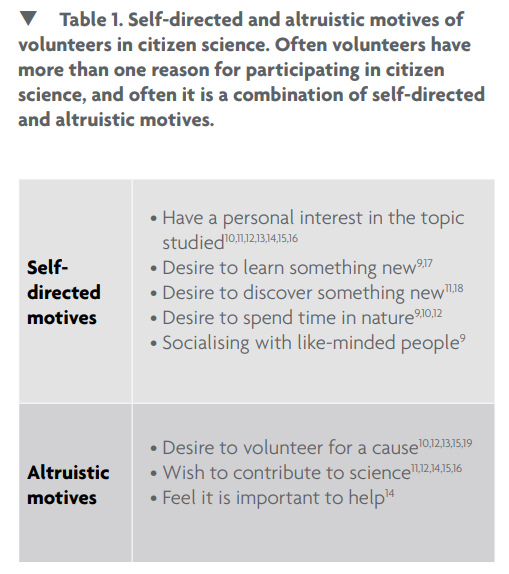 ▼ Table 1. Self-directed and altruistic motives of
volunteers in citizen science. Often volunteers have
more than one reason for participating in citizen
science, and often it is a combination of self-directed
and altruistic motives.
Self-
directed
motives
• Have a personal interest in the topic
studied10,11,12,13,14,15,16
• Desire to learn something new9,17
• Desire to discover something new11,18
• Desire to spend time in nature9,10,12
• Socialising with like-minded people9
Altruistic
motives
• Desire to volunteer for a cause10,12,13,15,19
• Wish to contribute to science11,12,14,15,16
• Feel it is important to help14